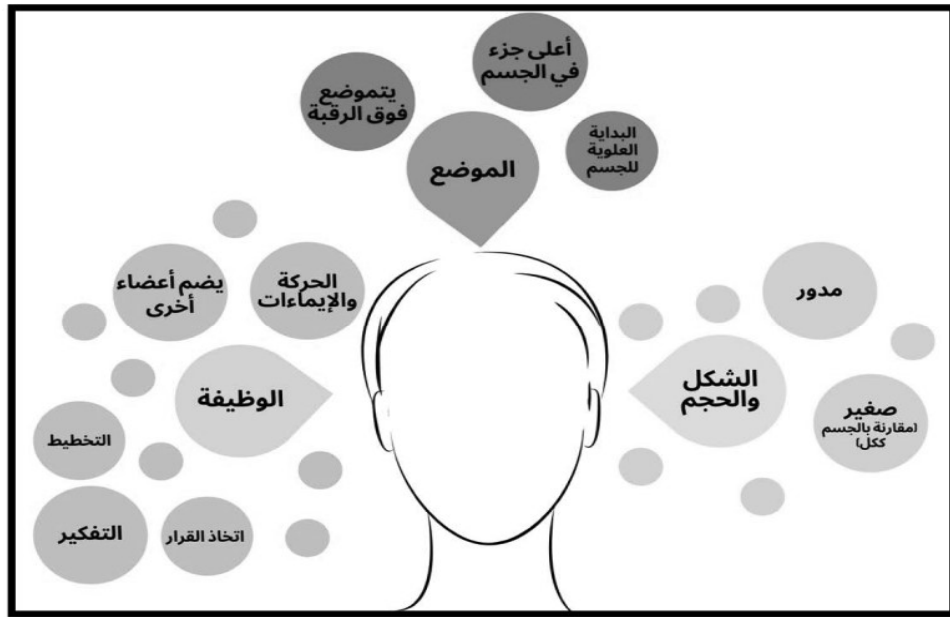 أعلى جزء
في الجسم
يتموضع
فوق الرقبة
البداية
العلوية
للجسم
الموضع
مدور
الشكل
والحجم
صغير
(مقارنة بالجسم
ككل)
الحركة
والإيماءات
يضم أعضاء
أخرى
الوظيفة
التخطيط
التفكير
اتخاذ القرار